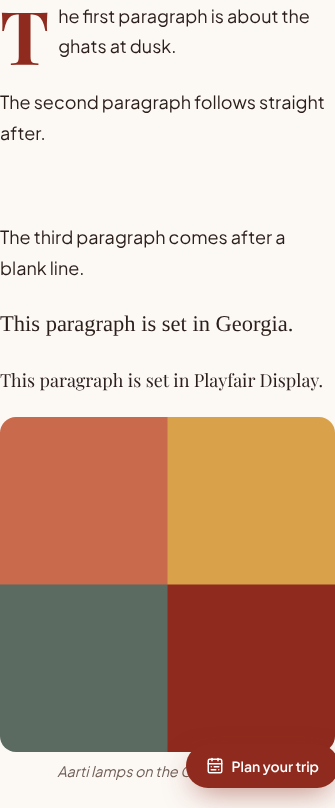 The first paragraph is about the
ghats at dusk.
The second paragraph follows straight
after.
The third paragraph comes after a
blank line.
This paragraph is set in Georgia.
This paragraph is set in Playfair Display.
Aarti lamps on the
Plan your trip